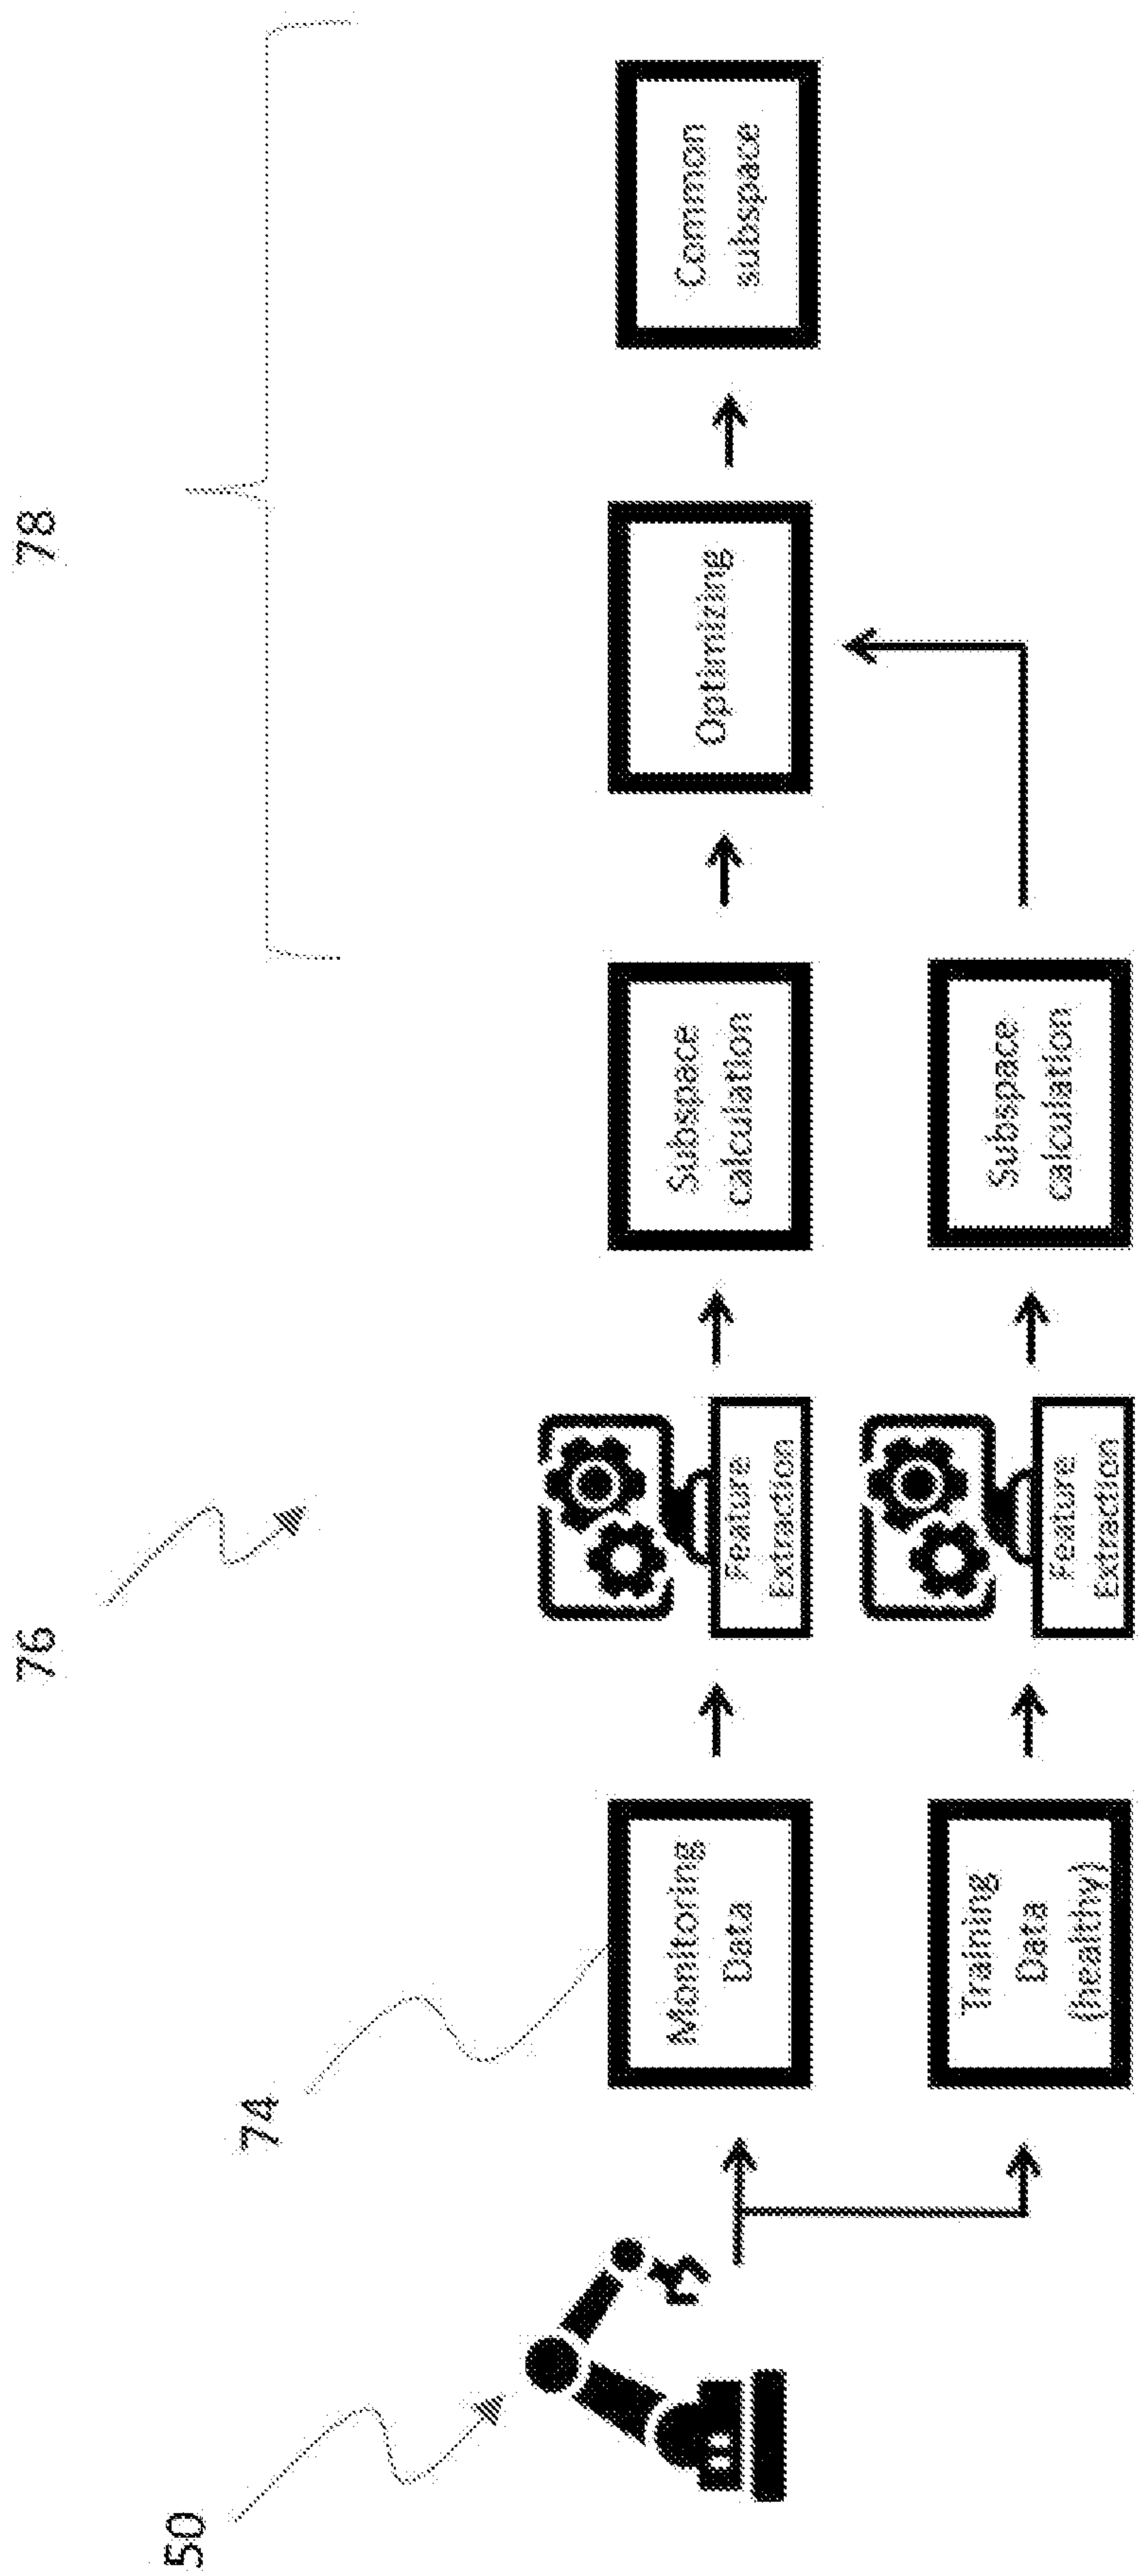 50
74
76
78
Monitoring
Data
Feature
Extraction
Subspace
calculation
Optimizing
Common
subspace
Training
Data
(healthy)
Feature
Extraction
Subspace
calculation